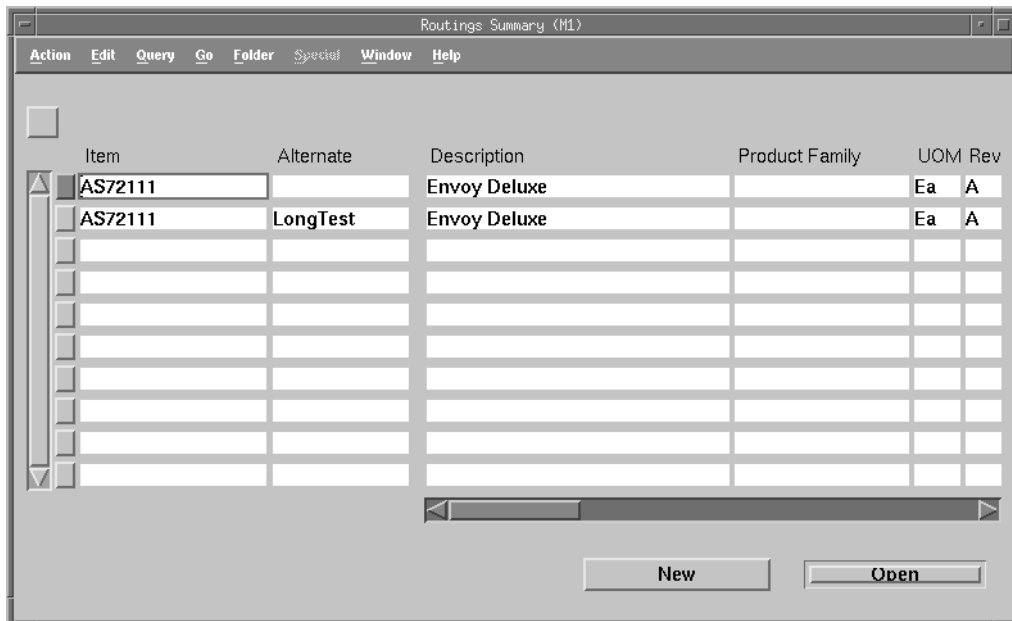 Routings Summary (M1)
Action Edit Query Go Folder Special Window Help
Item Alternate Description Product Family UOM Rev
AS72111 Envoy Deluxe Ea A
AS72111 LongTest Envoy Deluxe Ea A
New Open